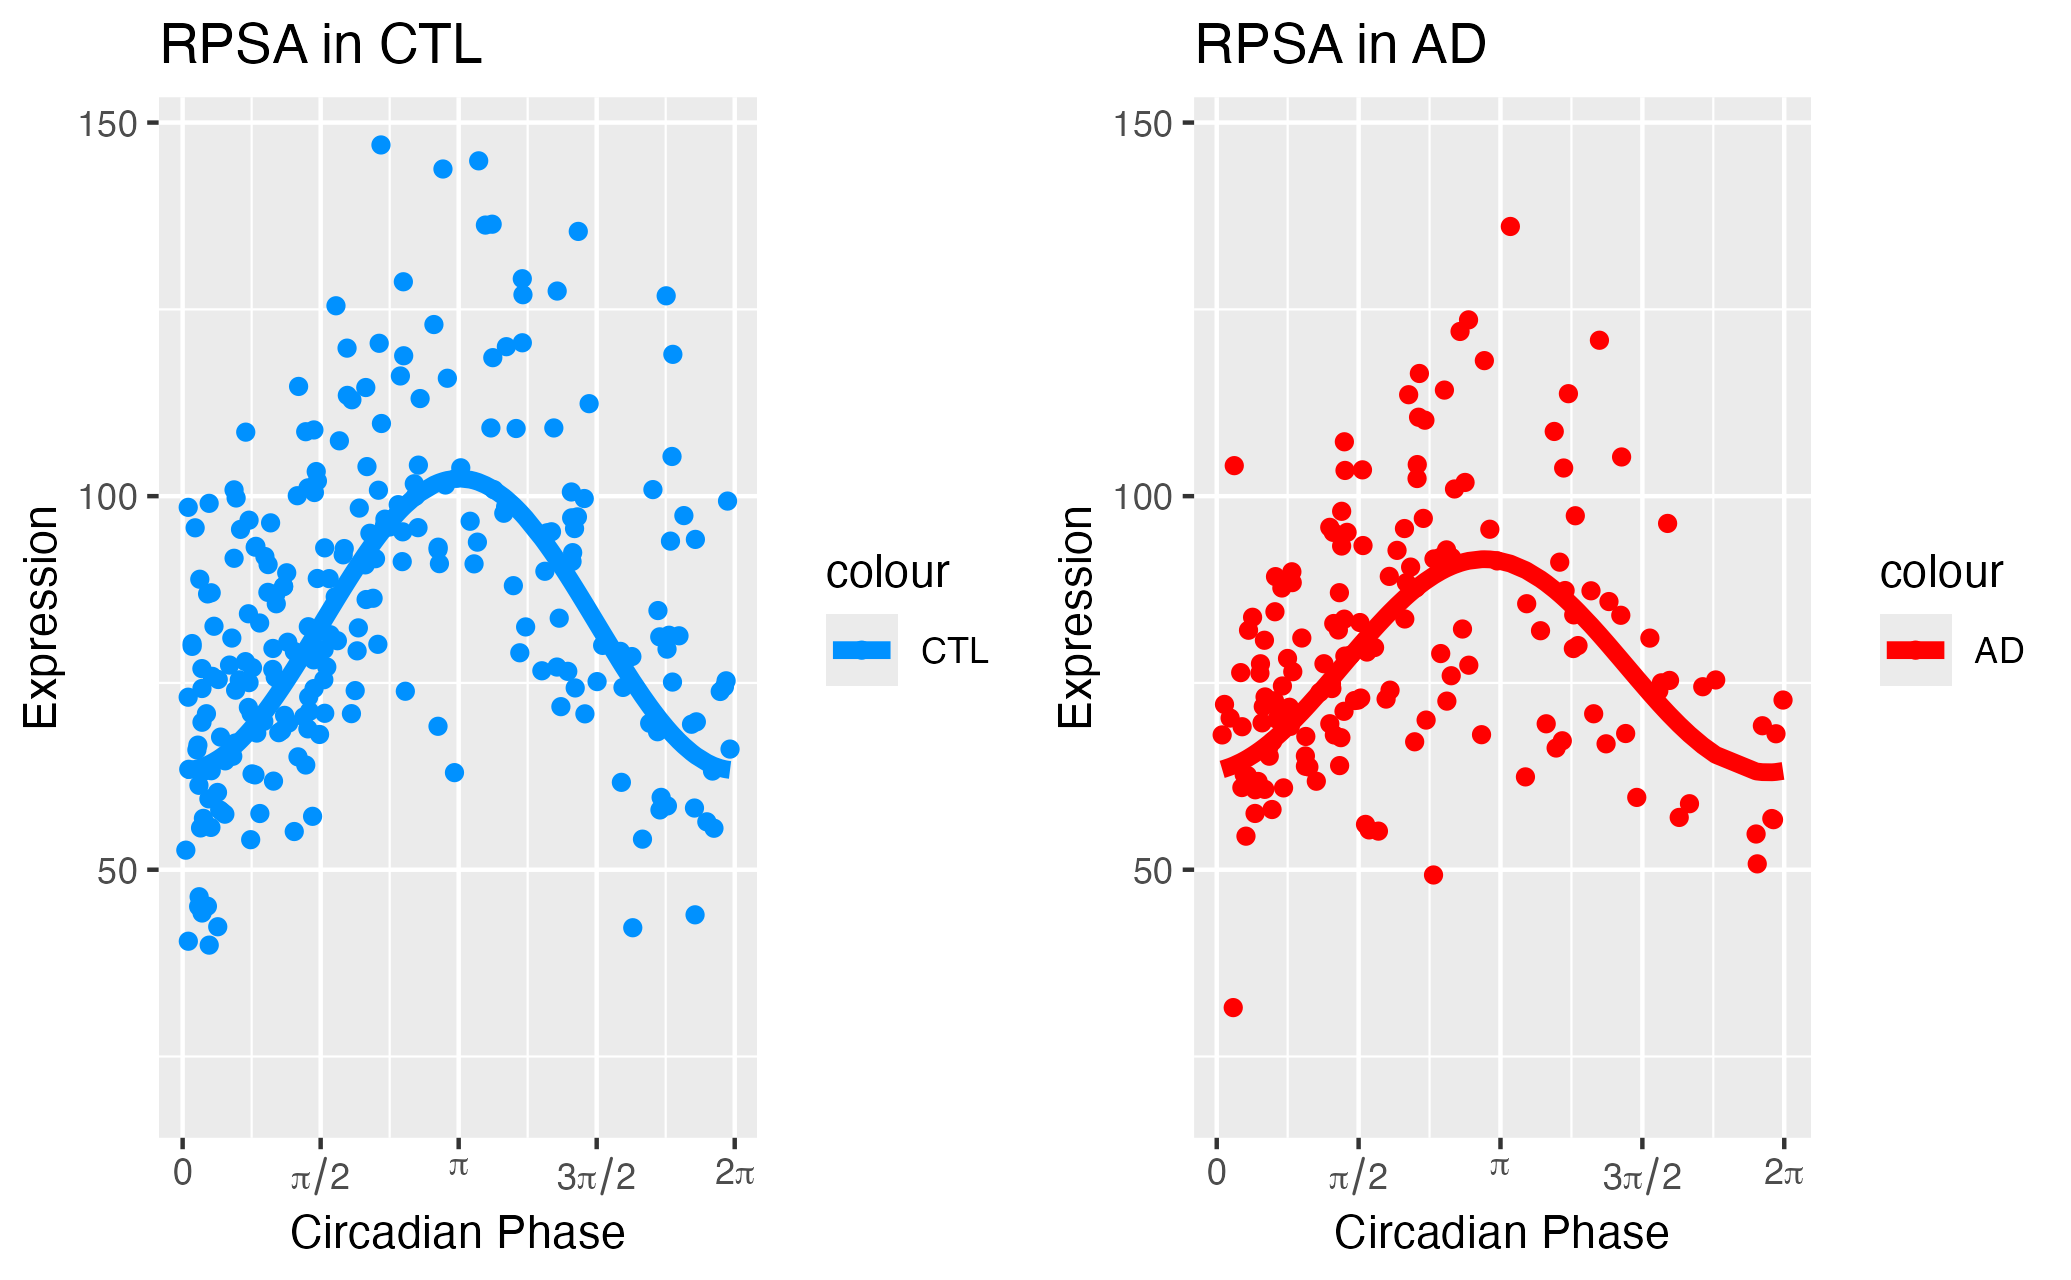 RPSA in CTL
150
100
50
Expression
0 π/2 π 3π/2 2π
Circadian Phase
colour
CTL
RPSA in AD
150
100
50
Expression
0 π/2 π 3π/2 2π
Circadian Phase
colour
AD